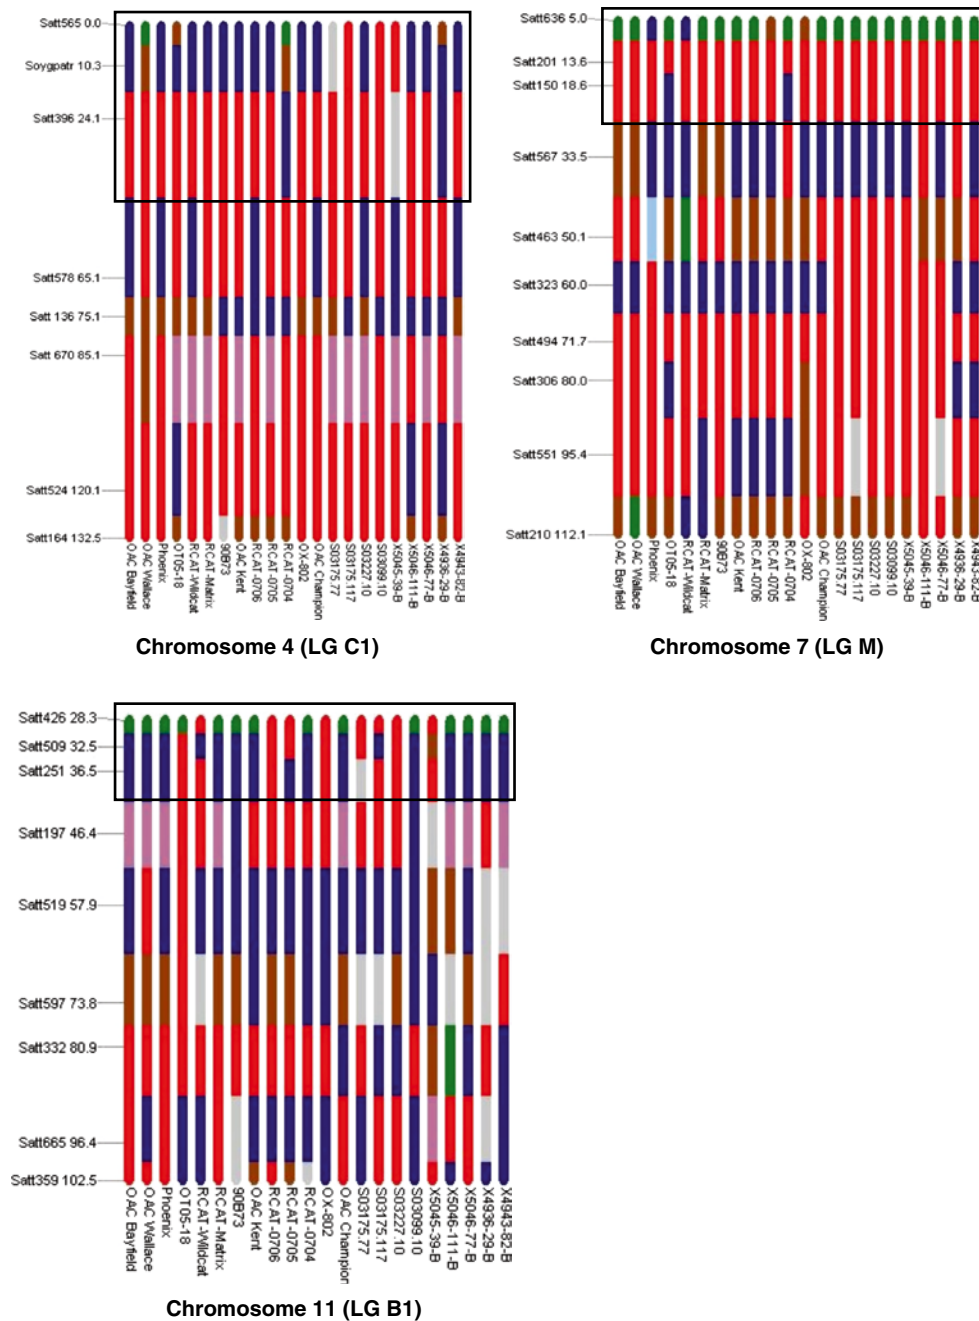 Satt565 0.0
Soygpatr 10.3
Satt396 24.1
Satt578 65.1
Satt 136 75.1
Satt 670 85.1
Satt524 120.1
Satt164 132.5
OAC Bayfield
OAC Wallace
Phoenix
OT05-18
RCAT-Wildcat
RCAT-Matrix
90B73
OAC Kent
RCAT-0706
RCAT-0705
RCAT-0704
OX-802
OAC Champion
S03175.77
S03175.117
S03227.10
S03099.10
X5045-39-B
X5046-111-B
X5046-77-B
X4936-29-B
X4943-82-B
Chromosome 4 (LG C1)
Satt636 5.0
Satt201 13.6
Satt150 18.6
Satt567 33.5
Satt463 50.1
Satt323 60.0
Satt494 71.7
Satt306 80.0
Satt551 95.4
Satt210 112.1
OAC Bayfield
OAC Wallace
Phoenix
OT05-18
RCAT-Wildcat
RCAT-Matrix
90B73
OAC Kent
RCAT-0706
RCAT-0705
RCAT-0704
OX-802
OAC Champion
S03175.77
S03175.117
S03227.10
S03099.10
X5045-39-B
X5046-111-B
X5046-77-B
X4936-29-B
X4943-82-B
Chromosome 7 (LG M)
Satt426 28.3
Satt509 32.5
Satt251 36.5
Satt197 46.4
Satt519 57.9
Satt597 73.8
Satt332 80.9
Satt665 96.4
Satt359 102.5
OAC Bayfield
OAC Wallace
Phoenix
OT05-18
RCAT-Wildcat
RCAT-Matrix
90B73
OAC Kent
RCAT-0706
RCAT-0705
RCAT-0704
OX-802
OAC Champion
S03175.77
S03175.117
S03227.10
S03099.10
X5045-39-B
X5046-111-B
X5046-77-B
X4936-29-B
X4943-82-B
Chromosome 11 (LG B1)